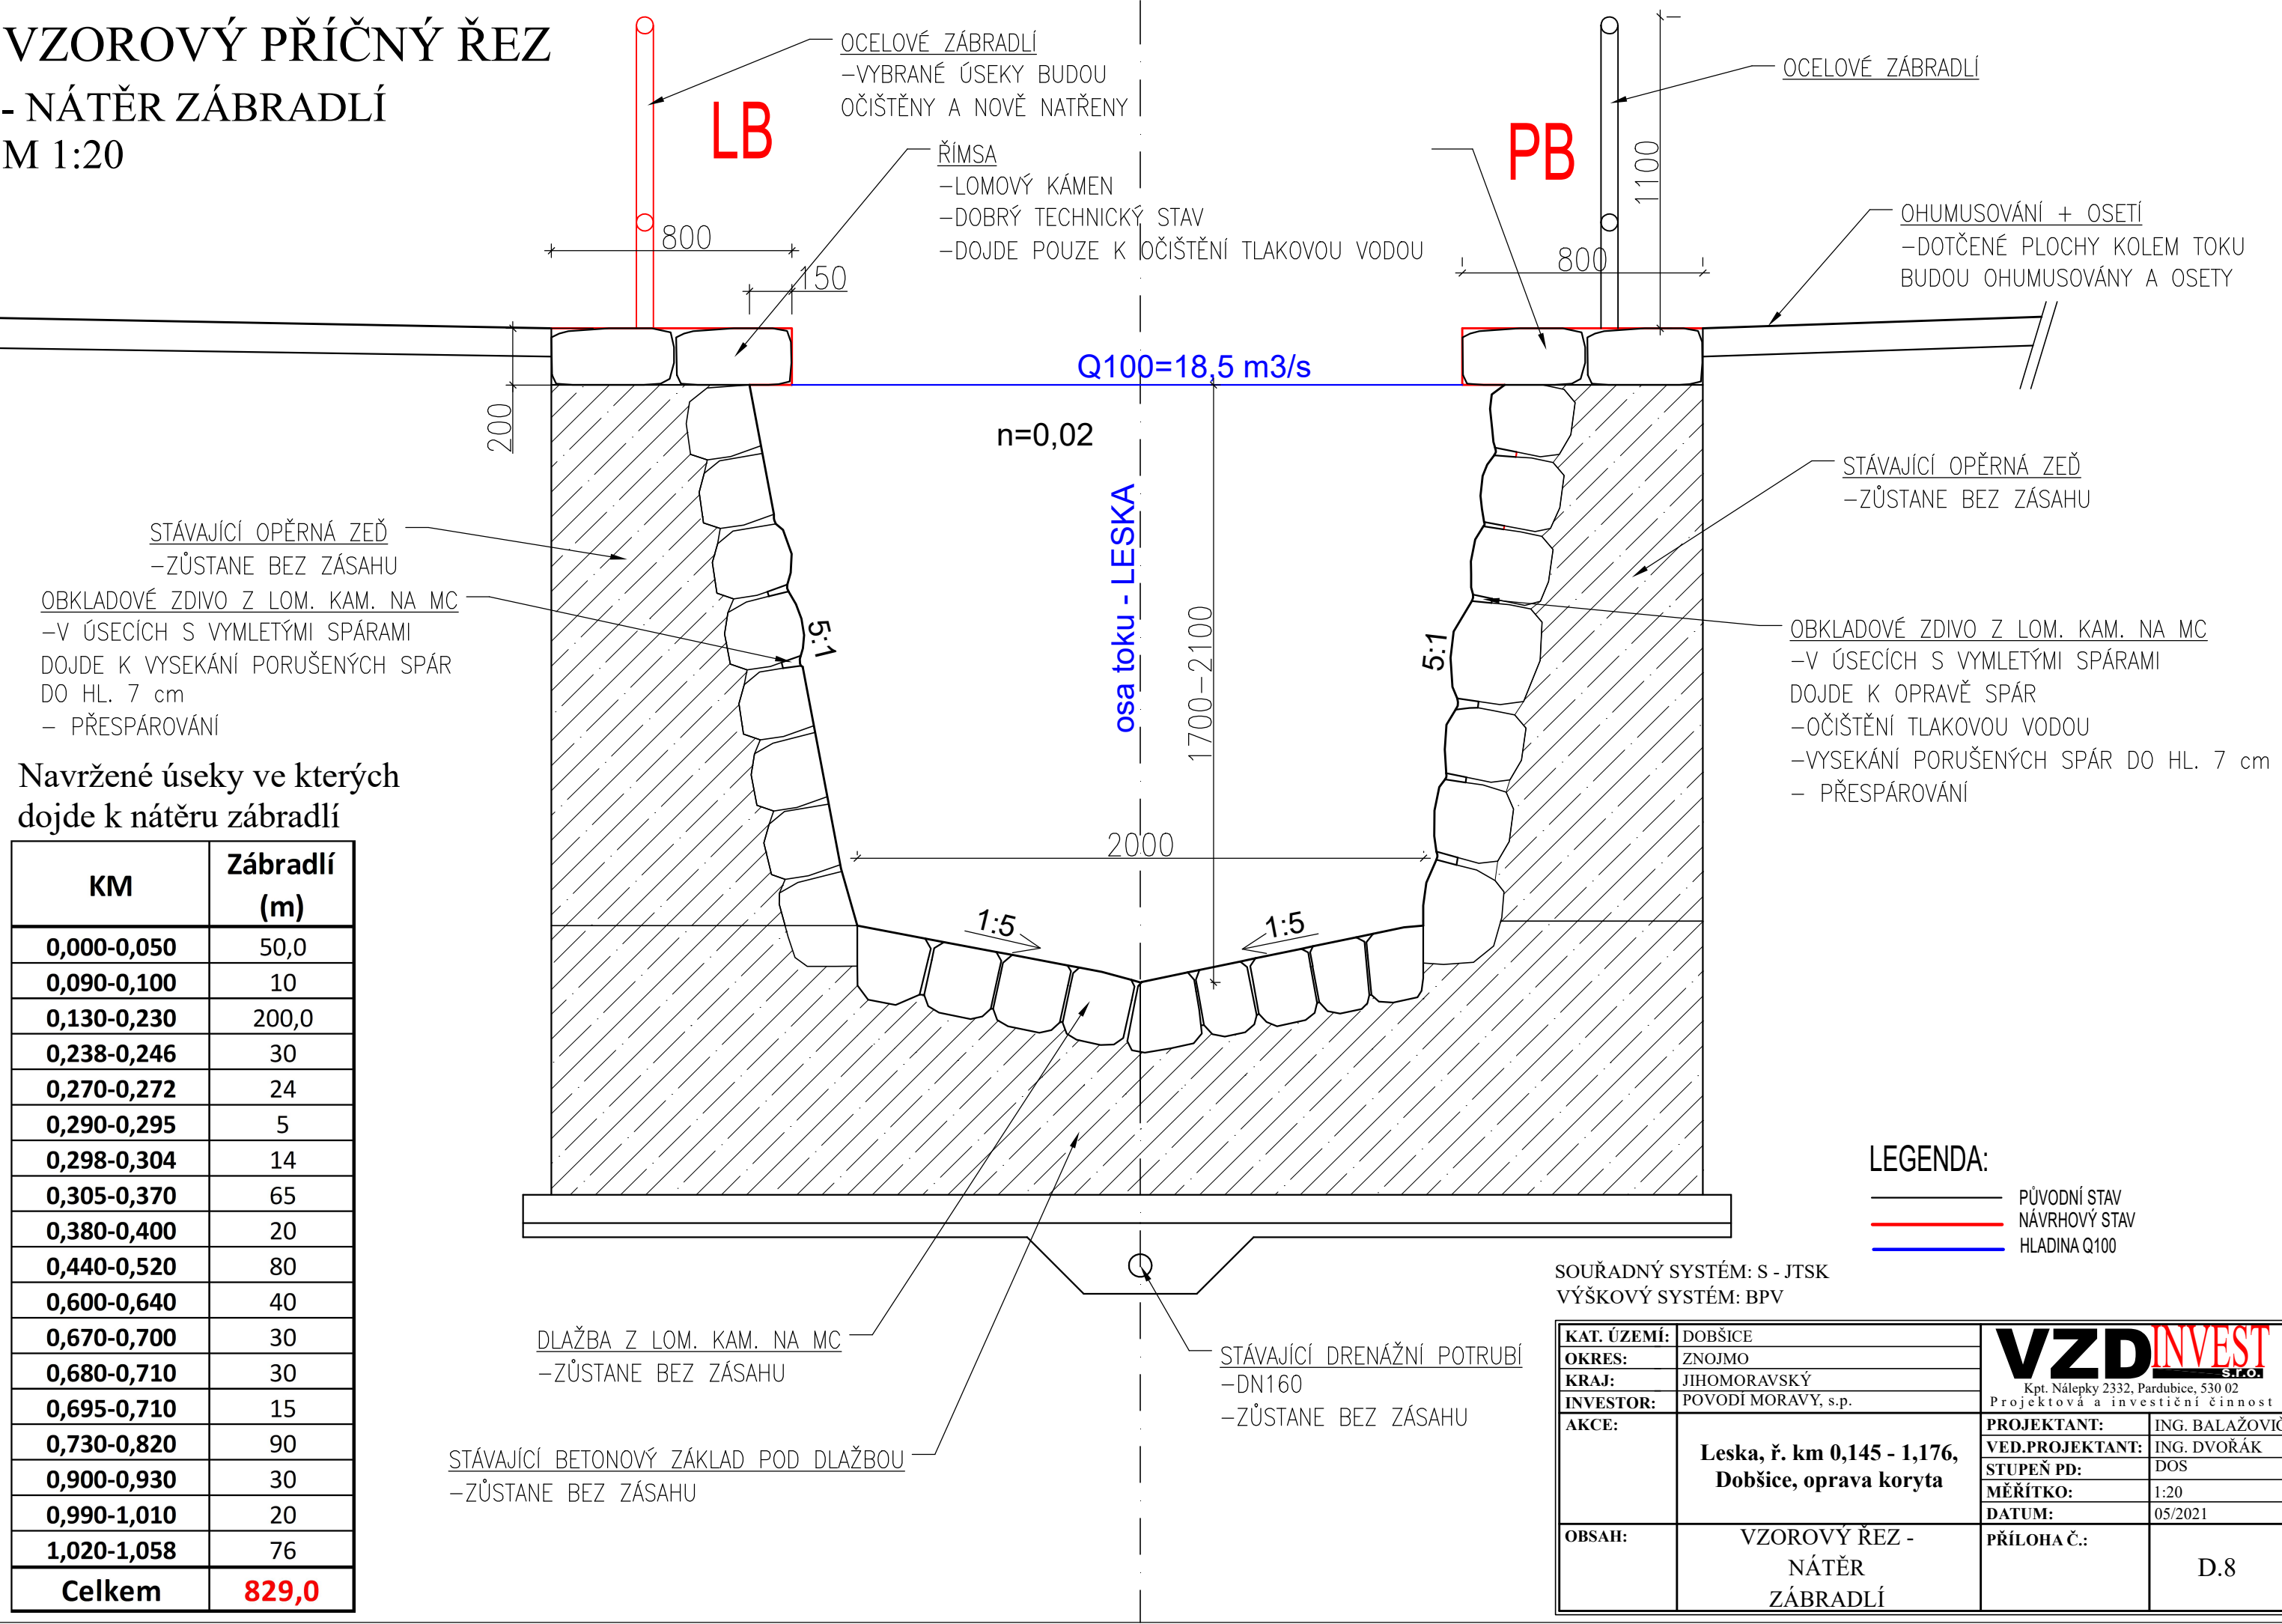 VZOROVÝ PŘÍČNÝ ŘEZ
- NÁTĚR ZÁBRADLÍ
M 1:20
OCELOVÉ ZÁBRADLÍ
-VYBRANÉ ÚSEKY BUDOU
OČIŠTĚNY A NOVĚ NATŘENY
LB
ŘÍMSA
-LOMOVÝ KÁMEN
-DOBRÝ TECHNICKÝ STAV
-DOJDE POUZE K OČIŠTĚNÍ TLAKOVOU VODOU
PB
OCELOVÉ ZÁBRADLÍ
1100
OHUMUSOVÁNÍ + OSETÍ
-DOTČENÉ PLOCHY KOLEM TOKU
BUDOU OHUMUSOVÁNY A OSETY
800
150
800
200
Q100=18,5 m3/s
n=0,02
osa toku - LESKA
1700-2100
5:1
5:1
2000
1:5
1:5
STÁVAJÍCÍ OPĚRNÁ ZEĎ
-ZŮSTANE BEZ ZÁSAHU
OBKLADOVÉ ZDIVO Z LOM. KAM. NA MC
-V ÚSECÍCH S VYMLETÝMI SPÁRAMI
DOJDE K VYSEKÁNÍ PORUŠENÝCH SPÁR
DO HL. 7 cm
- PŘESPÁROVÁNÍ
STÁVAJÍCÍ OPĚRNÁ ZEĎ
-ZŮSTANE BEZ ZÁSAHU
OBKLADOVÉ ZDIVO Z LOM. KAM. NA MC
-V ÚSECÍCH S VYMLETÝMI SPÁRAMI
DOJDE K OPRAVĚ SPÁR
-OČIŠTĚNÍ TLAKOVOU VODOU
-VYSEKÁNÍ PORUŠENÝCH SPÁR DO HL. 7 cm
- PŘESPÁROVÁNÍ
Navržené úseky ve kterých
dojde k nátěru zábradlí
KM Zábradlí (m)
0,000-0,050 50,0
0,090-0,100 10
0,130-0,230 200,0
0,238-0,246 30
0,270-0,272 24
0,290-0,295 5
0,298-0,304 14
0,305-0,370 65
0,380-0,400 20
0,440-0,520 80
0,600-0,640 40
0,670-0,700 30
0,680-0,710 30
0,695-0,710 15
0,730-0,820 90
0,900-0,930 30
0,990-1,010 20
1,020-1,058 76
Celkem 829,0
DLAŽBA Z LOM. KAM. NA MC
-ZŮSTANE BEZ ZÁSAHU
STÁVAJÍCÍ BETONOVÝ ZÁKLAD POD DLAŽBOU
-ZŮSTANE BEZ ZÁSAHU
STÁVAJÍCÍ DRENÁŽNÍ POTRUBÍ
-DN160
-ZŮSTANE BEZ ZÁSAHU
LEGENDA:
PŮVODNÍ STAV
NÁVRHOVÝ STAV
HLADINA Q100
SOUŘADNÝ SYSTÉM: S - JTSK
VÝŠKOVÝ SYSTÉM: BPV
KAT. ÚZEMÍ: DOBŠICE
OKRES: ZNOJMO
KRAJ: JIHOMORAVSKÝ
INVESTOR: POVODÍ MORAVY, s.p.
VZD INVEST s.r.o.
Kpt. Nálepky 2332, Pardubice, 530 02
Projektová a investiční činnost
AKCE:
Leska, ř. km 0,145 - 1,176,
Dobšice, oprava koryta
PROJEKTANT: ING. BALAŽOVIČ
VED.PROJEKTANT: ING. DVOŘÁK
STUPEŇ PD: DOS
MĚŘÍTKO: 1:20
DATUM: 05/2021
OBSAH:
VZOROVÝ ŘEZ -
NÁTĚR
ZÁBRADLÍ
PŘÍLOHA Č.:
D.8